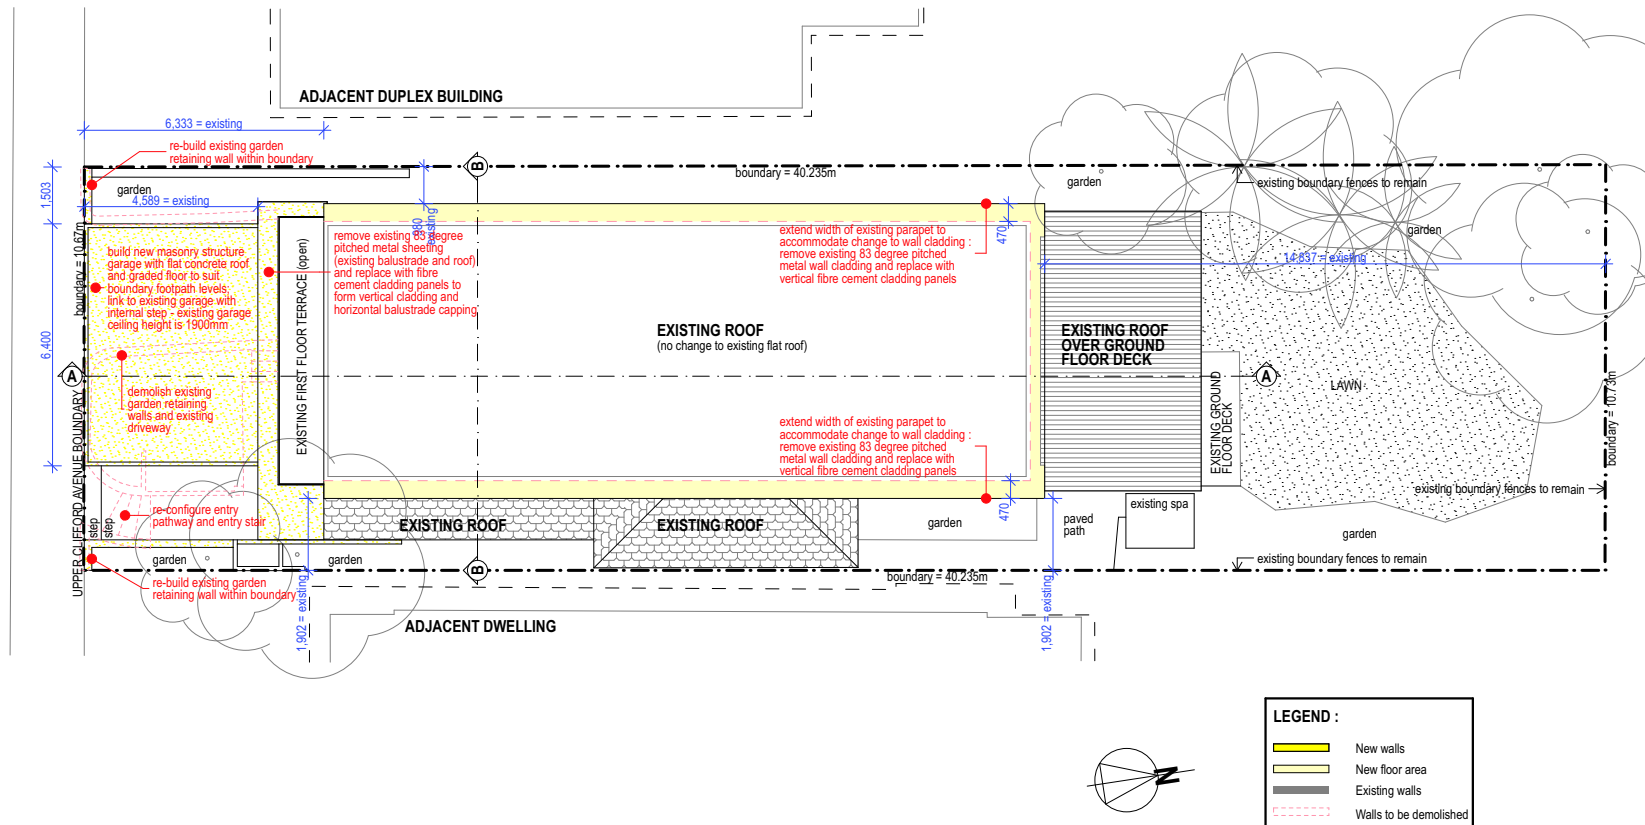 ADJACENT DUPLEX BUILDING
6,333 = existing
re-build existing garden
retaining wall within boundary
B
boundary = 40.235m
1,503
garden
4,589 = existing
980
existing
garden
existing boundary fences to remain
boundary = 10.67m
build new masonry structure
garage with flat concrete roof
and graded floor to suit
boundary footpath levels;
link to existing garage with
internal step - existing garage
ceiling height is 1900mm
EXISTING FIRST FLOOR TERRACE (open)
remove existing 83 degree
pitched metal sheeting
(existing balustrade and roof)
and replace with fibre
cement cladding panels to
form vertical cladding and
horizontal balustrade capping
extend width of existing parapet to
accommodate change to wall cladding :
remove existing 83 degree pitched
metal wall cladding and replace with
vertical fibre cement cladding panels
470
garden
14,837 = existing
6,400
EXISTING ROOF
(no change to existing flat roof)
EXISTING ROOF
OVER GROUND
FLOOR DECK
A
A
LAWN
demolish existing
garden retaining
walls and existing
driveway
EXISTING GROUND
FLOOR DECK
boundary = 10.73m
UPPER CLIFFORD AVENUE BOUNDARY
extend width of existing parapet to
accommodate change to wall cladding :
remove existing 83 degree pitched
metal wall cladding and replace with
vertical fibre cement cladding panels
470
existing boundary fences to remain
step
step
re-configure entry
pathway and entry stair
EXISTING ROOF
EXISTING ROOF
garden
paved
path
existing spa
garden
garden
garden
existing boundary fences to remain
B
boundary = 40.235m
re-build existing garden
retaining wall within boundary
1,902 = existing
1,902 = existing
ADJACENT DWELLING
N
LEGEND :
New walls
New floor area
Existing walls
Walls to be demolished